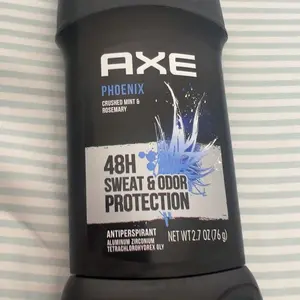 AXE
PHOENIX
CRUSHED MINT &
ROSEMARY
48H
SWEAT & ODOR
PROTECTION
ANTIPERSPIRANT
ALUMINUM ZIRCONIUM
TETRACHLOROHYDREX GLY
NET WT 2.7 OZ (76 g)